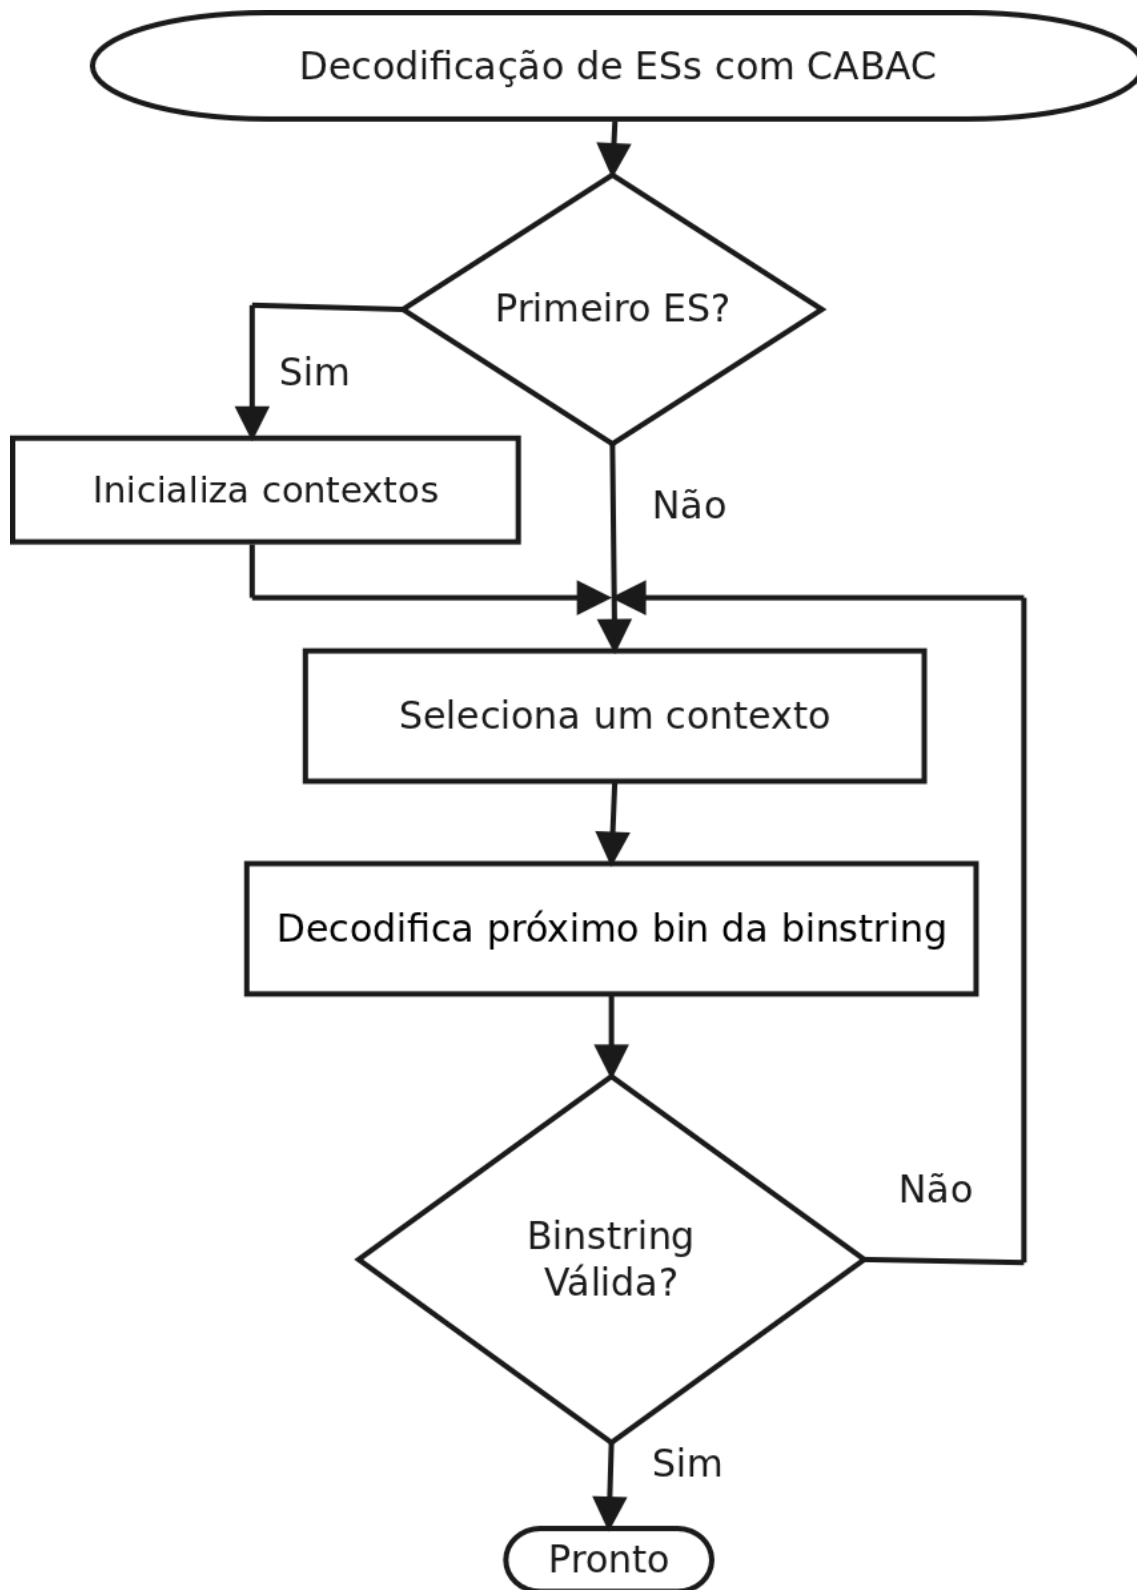 Decodificação de ESs com CABAC
Primeiro ES?
Sim
Inicializa contextos
Não
Seleciona um contexto
Decodifica próximo bin da binstring
Não
Binstring
Válida?
Sim
Pronto